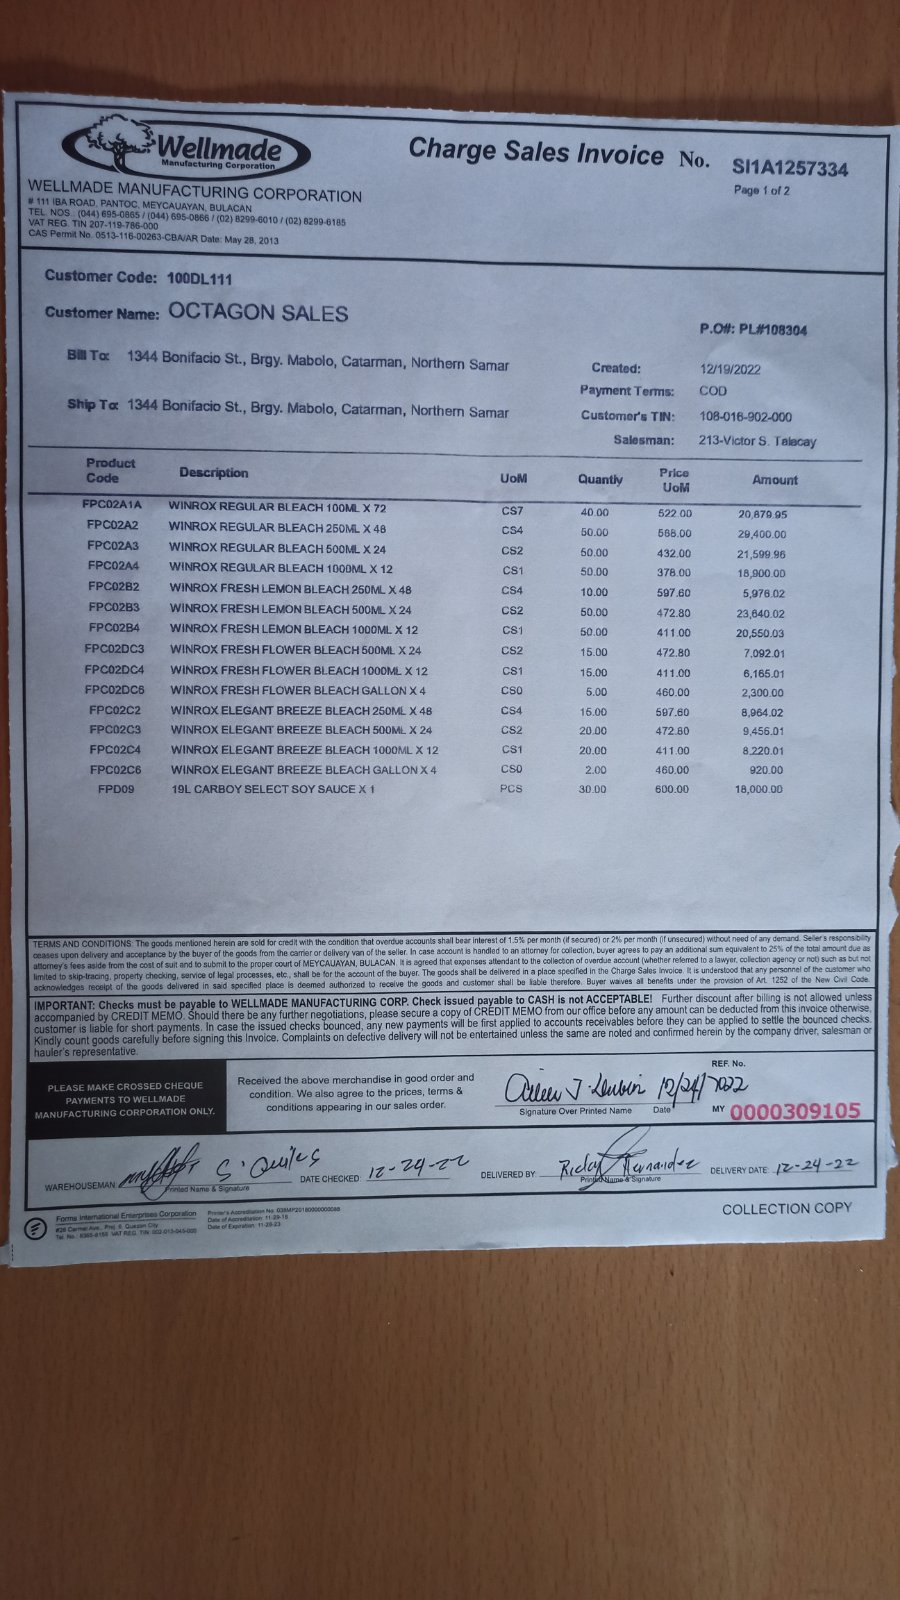 Wellmade
Manufacturing Corporation
Charge Sales Invoice No. SI1A1257334
Page 1 of 2
WELLMADE MANUFACTURING CORPORATION
# 111 IBA ROAD, PANTOC, MEYCAUAYAN, BULACAN
TEL. NOS.: (044) 695-0865 / (044) 695-0866 / (02) 8299-6010 / (02) 8299-6185
VAT REG. TIN 207-119-786-000
CAS Permit No. 0513-116-00263-CBA/AR Date: May 28, 2013
Customer Code: 100DL111
Customer Name: OCTAGON SALES
P.O#: PL#108304
Bill To: 1344 Bonifacio St., Brgy. Mabolo, Catarman, Northern Samar
Created: 12/19/2022
Payment Terms: COD
Ship To: 1344 Bonifacio St., Brgy. Mabolo, Catarman, Northern Samar
Customer's TIN: 108-016-902-000
Salesman: 213-Victor S. Talacay
Product Code Description UoM Quantity Price UoM Amount
FPC02A1A WINROX REGULAR BLEACH 100ML X 72 CS7 40.00 522.00 20,879.95
FPC02A2 WINROX REGULAR BLEACH 250ML X 48 CS4 50.00 588.00 29,400.00
FPC02A3 WINROX REGULAR BLEACH 500ML X 24 CS2 50.00 432.00 21,599.96
FPC02A4 WINROX REGULAR BLEACH 1000ML X 12 CS1 50.00 378.00 18,900.00
FPC02B2 WINROX FRESH LEMON BLEACH 250ML X 48 CS4 10.00 597.60 5,976.02
FPC02B3 WINROX FRESH LEMON BLEACH 500ML X 24 CS2 50.00 472.80 23,640.02
FPC02B4 WINROX FRESH LEMON BLEACH 1000ML X 12 CS1 50.00 411.00 20,550.03
FPC02DC3 WINROX FRESH FLOWER BLEACH 500ML X 24 CS2 15.00 472.80 7,092.01
FPC02DC4 WINROX FRESH FLOWER BLEACH 1000ML X 12 CS1 15.00 411.00 6,165.01
FPC02DC6 WINROX FRESH FLOWER BLEACH GALLON X 4 CS0 5.00 460.00 2,300.00
FPC02C2 WINROX ELEGANT BREEZE BLEACH 250ML X 48 CS4 15.00 597.60 8,964.02
FPC02C3 WINROX ELEGANT BREEZE BLEACH 500ML X 24 CS2 20.00 472.80 9,456.01
FPC02C4 WINROX ELEGANT BREEZE BLEACH 1000ML X 12 CS1 20.00 411.00 8,220.01
FPC02C6 WINROX ELEGANT BREEZE BLEACH GALLON X 4 CS0 2.00 460.00 920.00
FPD09 19L CARBOY SELECT SOY SAUCE X 1 PCS 30.00 600.00 18,000.00
TERMS AND CONDITIONS: The goods mentioned herein are sold for credit with the condition that overdue accounts shall bear interest of 1.5% per month (if secured) or 2% per month (if unsecured) without need of any demand. Seller's responsibility
ceases upon delivery and acceptance by the buyer of the goods from the carrier or delivery van of the seller. In case account is handled to an attorney for collection, buyer agrees to pay an additional sum equivalent to 25% of the total amount due as
attorney's fees aside from the cost of suit and to submit to the proper court of MEYCAUAYAN, BULACAN. It is agreed that expenses attendant to the collection of overdue account (whether referred to a lawyer, collection agency or not) such as but not
limited to skip-tracing, property checking, service of legal processes, etc., shall be for the account of the buyer. The goods shall be delivered in a place specified in the Charge Sales Invoice. It is understood that any personnel of the customer who
acknowledges receipt of the goods delivered in said specified place is deemed authorized to receive the goods and customer shall be liable therefore. Buyer waives all benefits under the provision of Art. 1252 of the New Civil Code.
IMPORTANT: Checks must be payable to WELLMADE MANUFACTURING CORP. Check issued payable to CASH is not ACCEPTABLE! Further discount after billing is not allowed unless
accompanied by CREDIT MEMO. Should there be any further negotiations, please secure a copy of CREDIT MEMO from our office before any amount can be deducted from this invoice otherwise,
customer is liable for short payments. In case the issued checks bounced, any new payments will be first applied to accounts receivables before they can be applied to settle the bounced checks.
Kindly count goods carefully before signing this Invoice. Complaints on defective delivery will not be entertained unless the same are noted and confirmed herein by the company driver, salesman or
hauler's representative.
PLEASE MAKE CROSSED CHEQUE
PAYMENTS TO WELLMADE
MANUFACTURING CORPORATION ONLY.
Received the above merchandise in good order and
condition. We also agree to the prices, terms &
conditions appearing in our sales order.
12/24/2022
Signature Over Printed Name Date
REF. No.
MY 0000309105
WAREHOUSEMAN: S. Quiles
Printed Name & Signature
DATE CHECKED: 12-24-22
DELIVERED BY: Ricky Hernandez
Printed Name & Signature
DELIVERY DATE: 12-24-22
COLLECTION COPY
Forms International Enterprises Corporation
#28 Carmel Ave., Proj. 6, Quezon City
Date of Accreditation: 11-29-18
Date of Expiration: 11-28-23